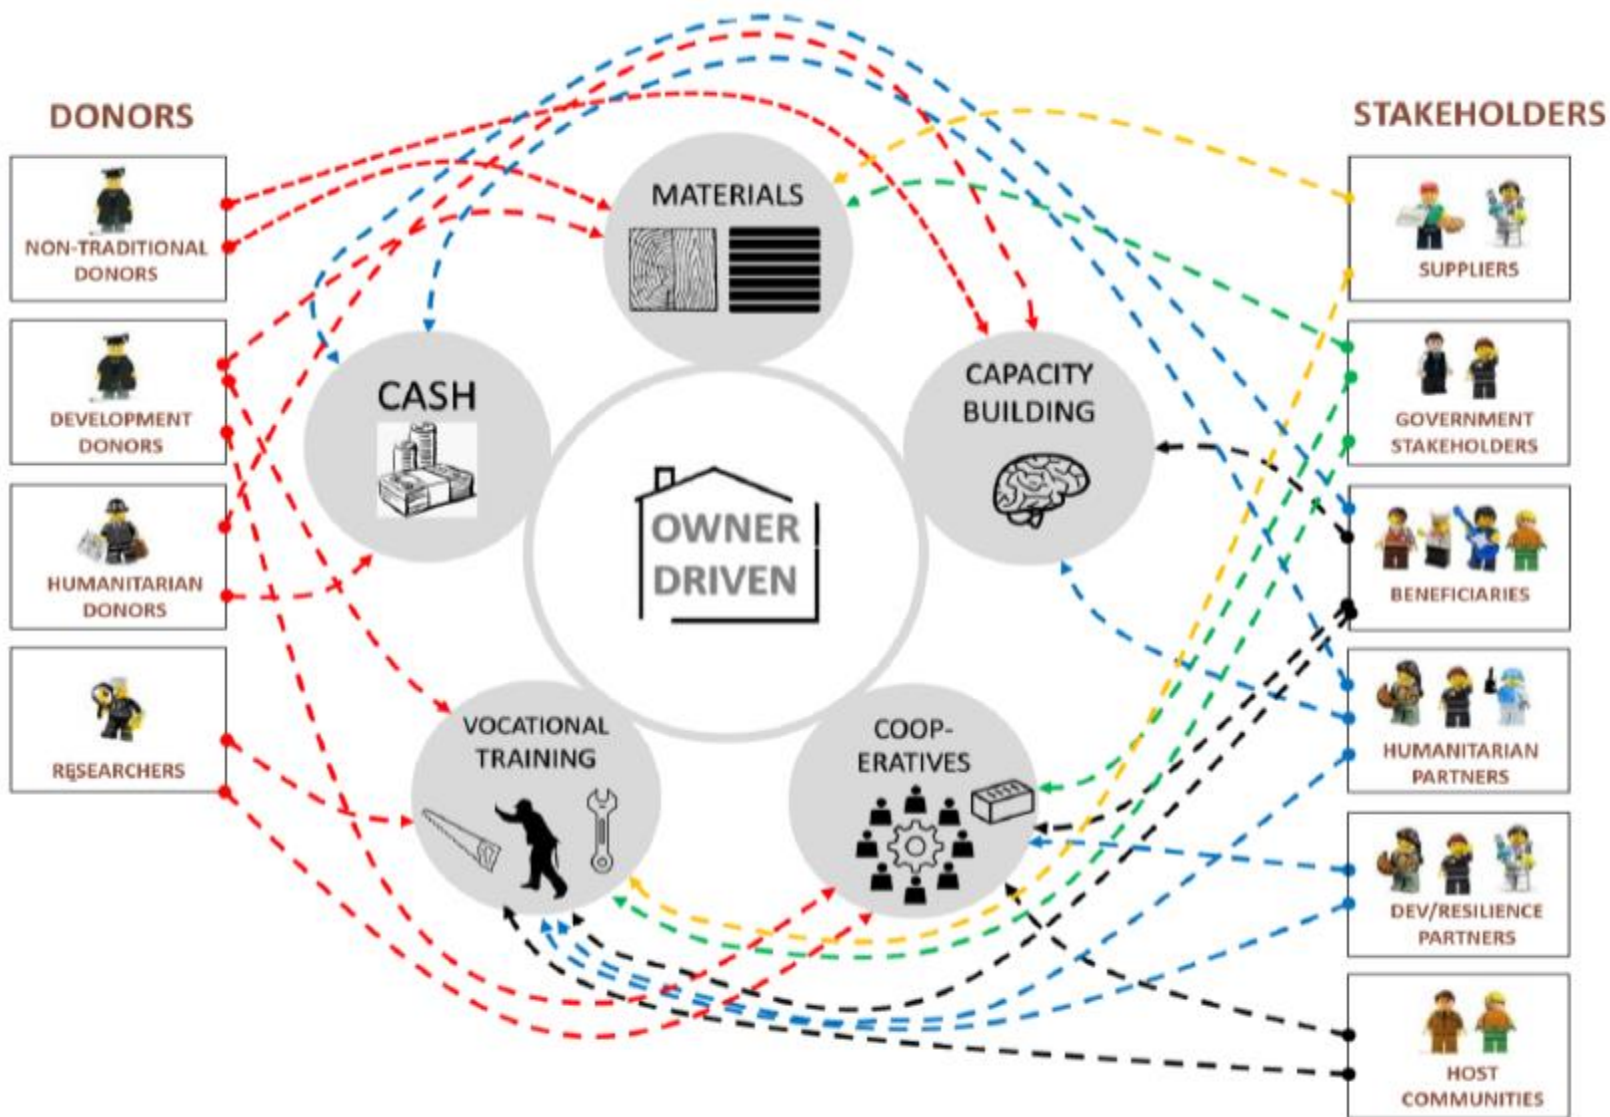 DONORS
NON-TRADITIONAL
DONORS
DEVELOPMENT
DONORS
HUMANITARIAN
DONORS
RESEARCHERS
MATERIALS
CASH
CAPACITY
BUILDING
OWNER
DRIVEN
VOCATIONAL
TRAINING
COOP-
ERATIVES
STAKEHOLDERS
SUPPLIERS
GOVERNMENT
STAKEHOLDERS
BENEFICIARIES
HUMANITARIAN
PARTNERS
DEV/RESILIENCE
PARTNERS
HOST
COMMUNITIES